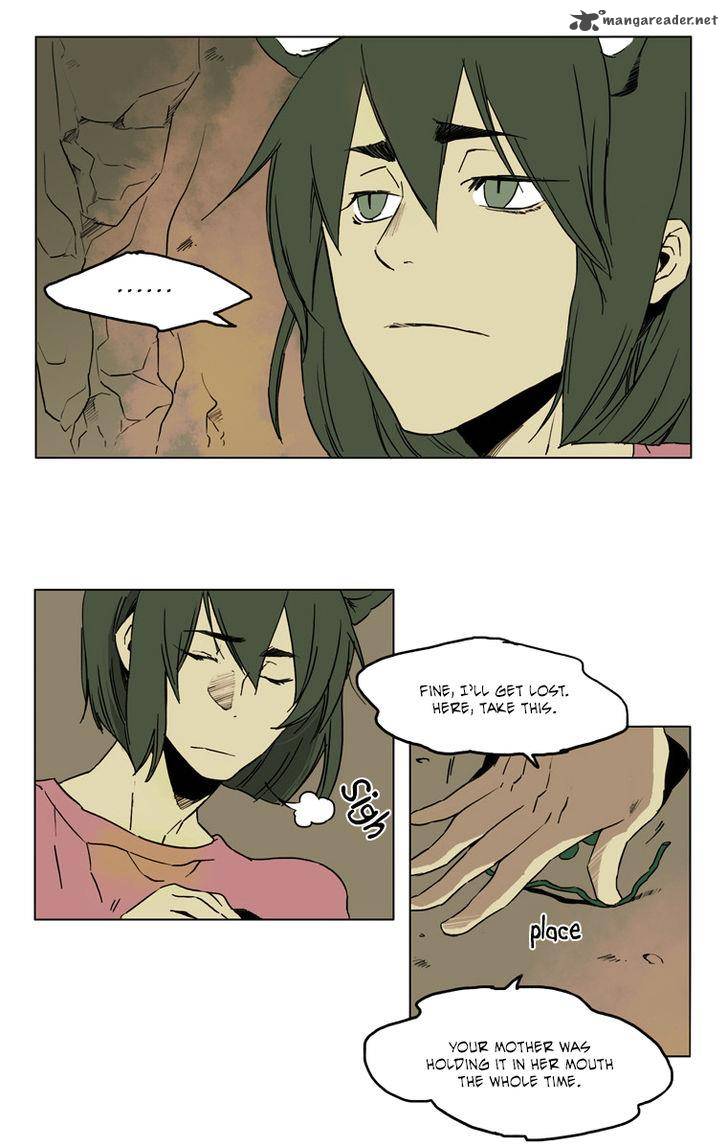 mangareader.net
......
FINE, I'LL GET LOST.
HERE, TAKE THIS.
Sigh
place
YOUR MOTHER WAS
HOLDING IT IN HER MOUTH
THE WHOLE TIME.